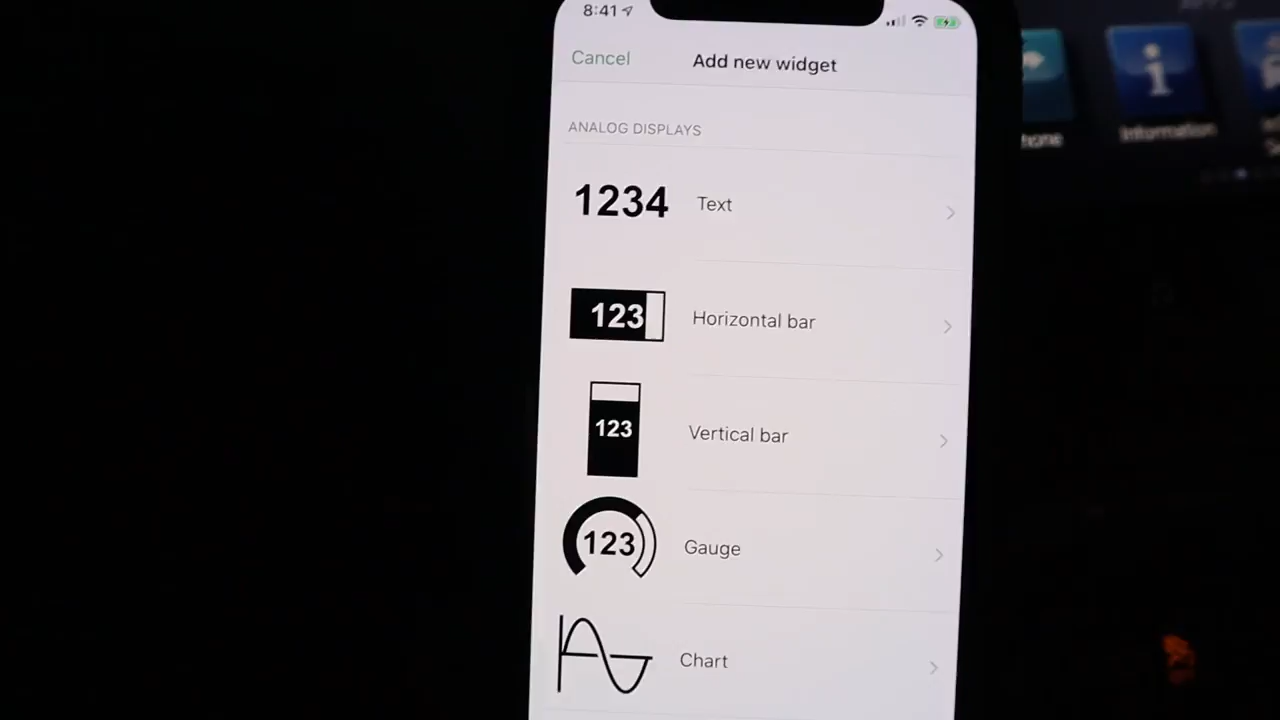 8:41
Cancel
Add new widget
ANALOG DISPLAYS
1234 Text
123 Horizontal bar
123 Vertical bar
123 Gauge
Chart
Information